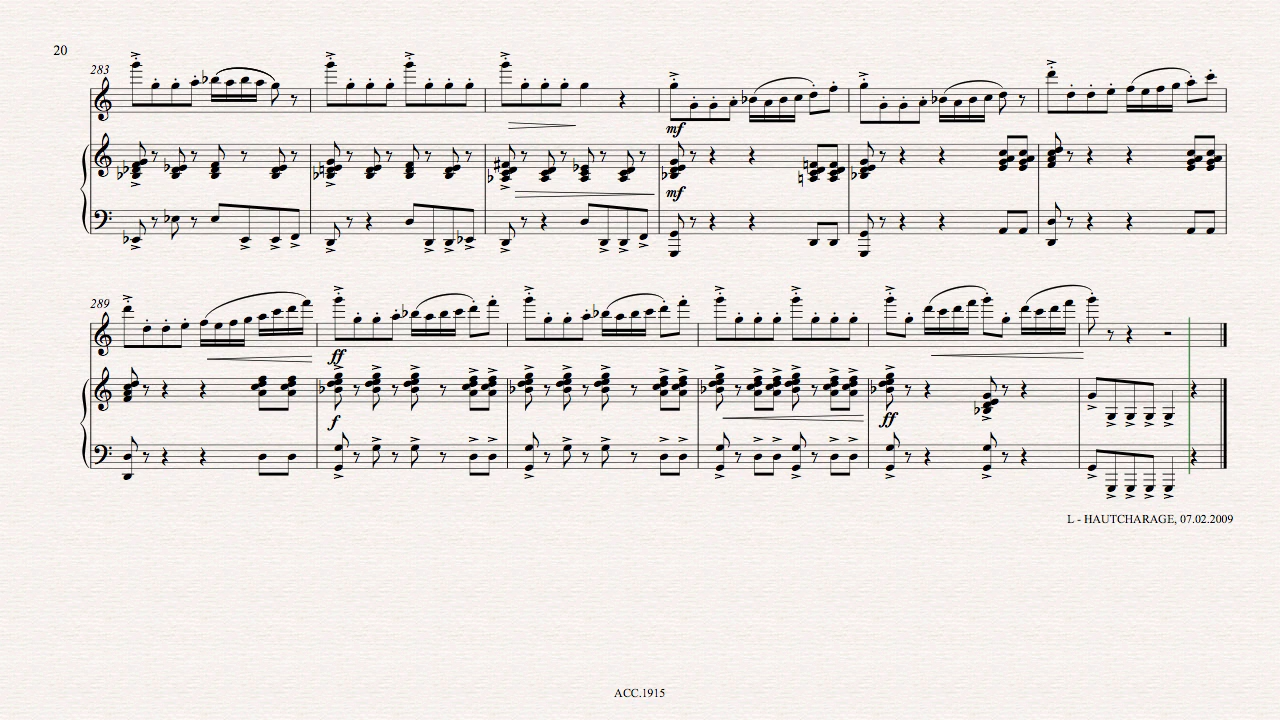 20
283
mf
mf
289
ff
f
ff
L - HAUTCHARAGE, 07.02.2009
ACC.1915